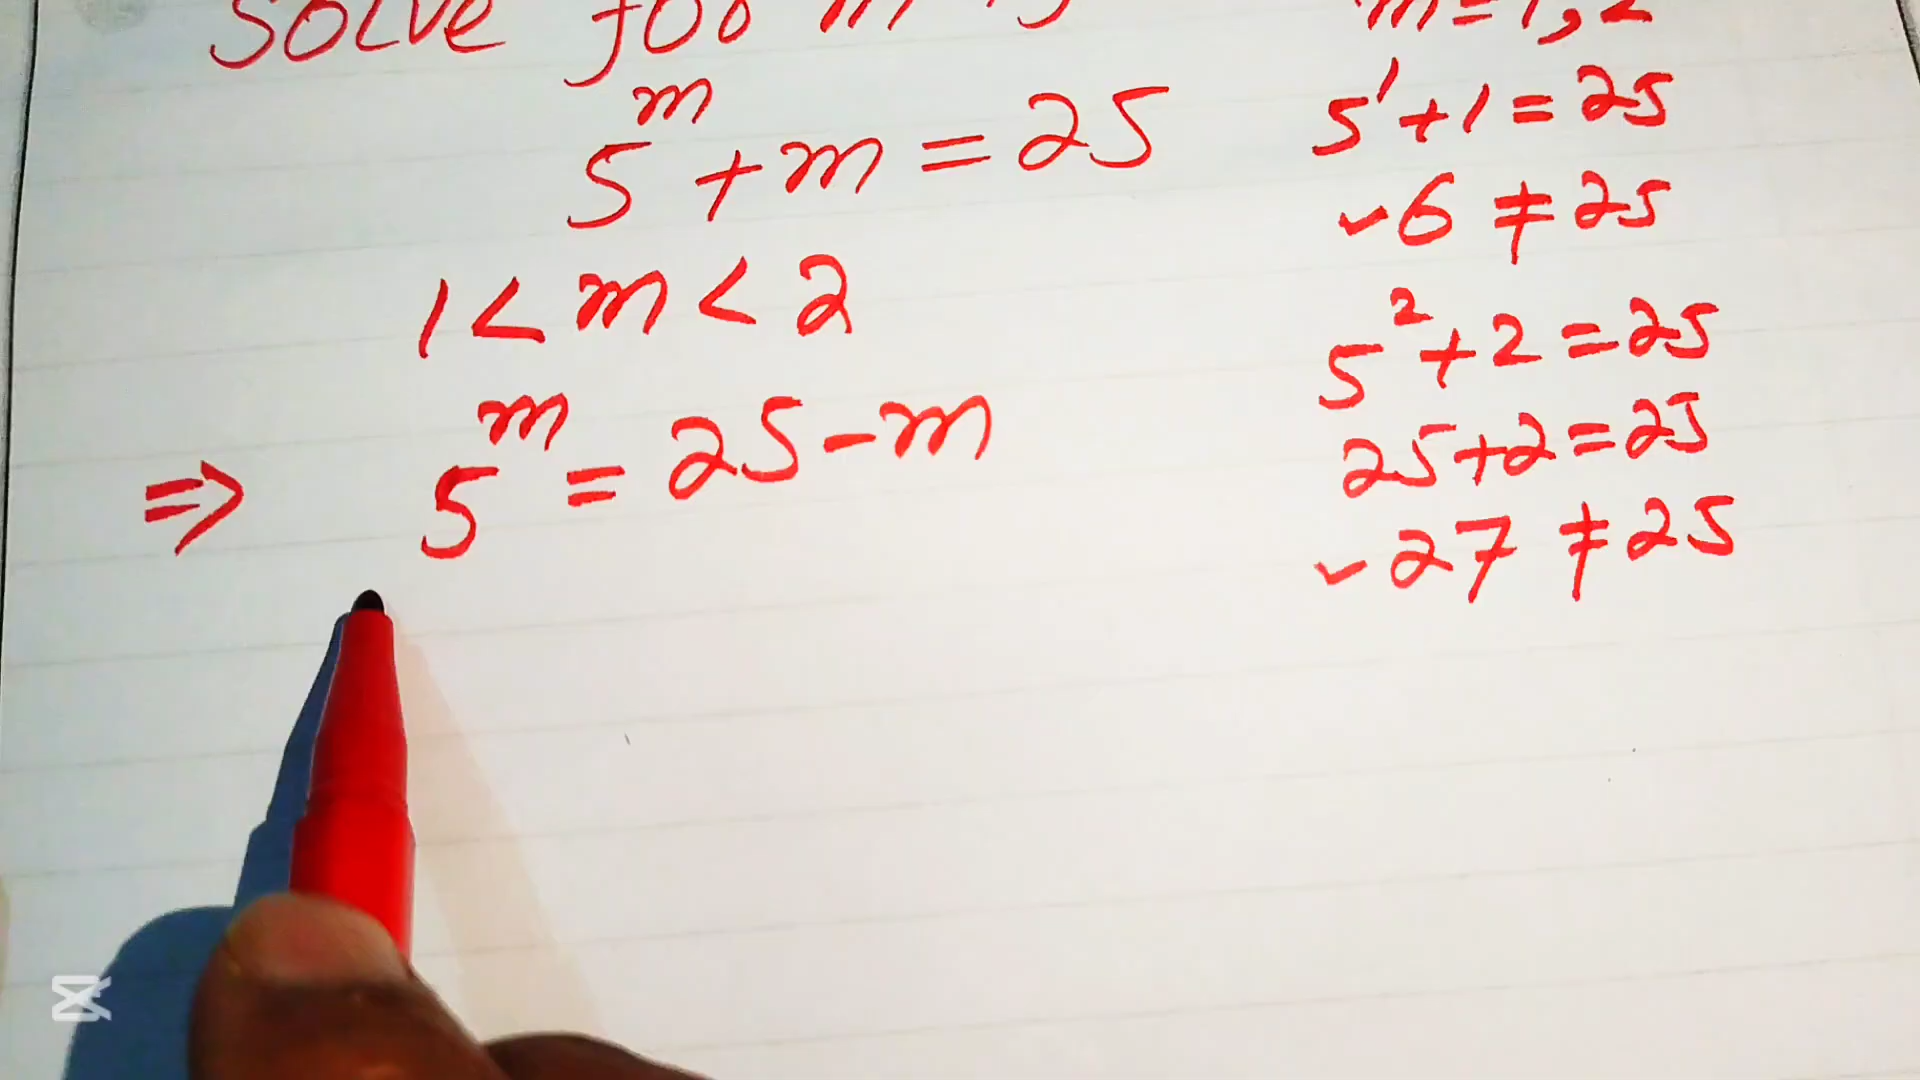 Solve for m
5^m + m = 25
1 < m < 2
⇒ 5^m = 25 - m
m = 1, 2
5^1 + 1 = 25
✓ 6 ≠ 25
5^2 + 2 = 25
25 + 2 = 25
✓ 27 ≠ 25